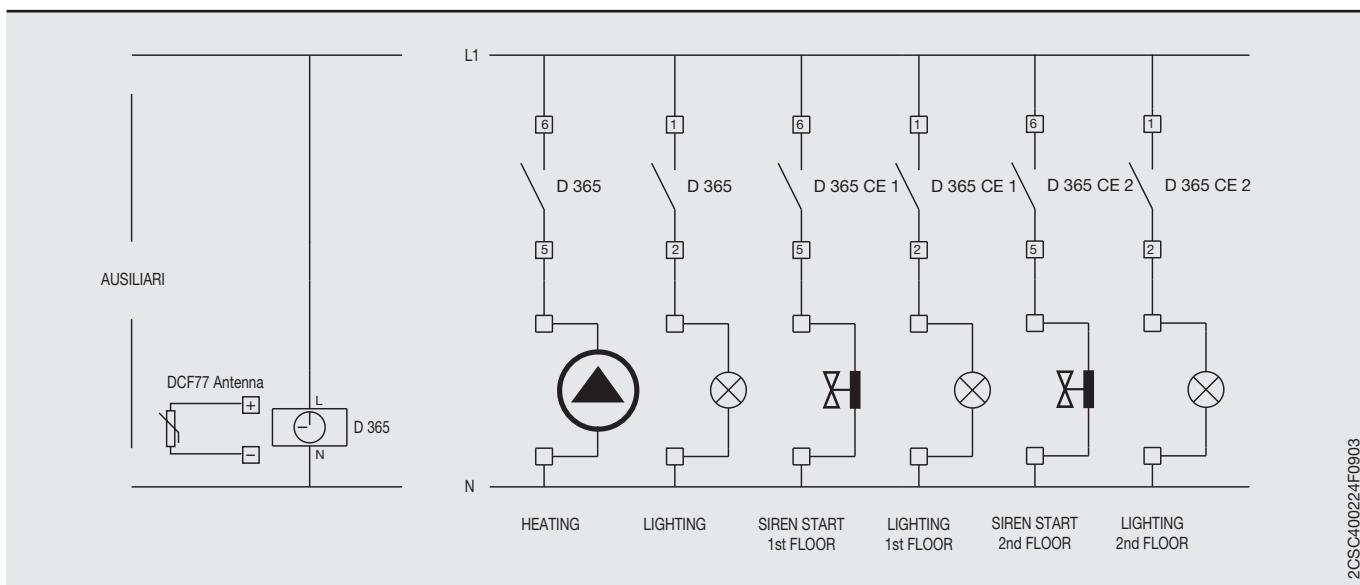 L1
6 1 6 1 6 1
D 365 D 365 D 365 CE 1 D 365 CE 1 D 365 CE 2 D 365 CE 2
5 2 5 2 5 2
AUSILIARI
DCF77 Antenna
+
L
D 365
−
N
N
HEATING
LIGHTING
SIREN START
1st FLOOR
LIGHTING
1st FLOOR
SIREN START
2nd FLOOR
LIGHTING
2nd FLOOR
2CSC400224F0903